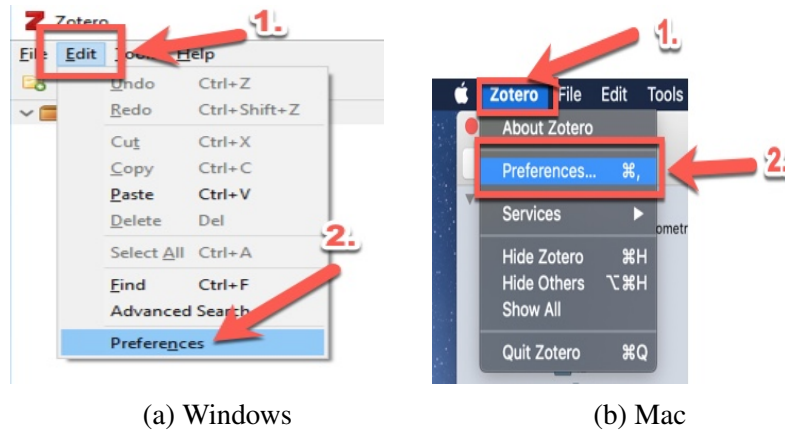 Zotero
1.
File Edit Tools Help
Undo Ctrl+Z
Redo Ctrl+Shift+Z
Cut Ctrl+X
Copy Ctrl+C
Paste Ctrl+V
Delete Del
Select All Ctrl+A
Find Ctrl+F
Advanced Search
Preferences
2.
(a) Windows
1.
Zotero File Edit Tools
About Zotero
Preferences... ⌘,
2.
Services ▶
ometr
Hide Zotero ⌘H
Hide Others ⌥⌘H
Show All
Quit Zotero ⌘Q
(b) Mac